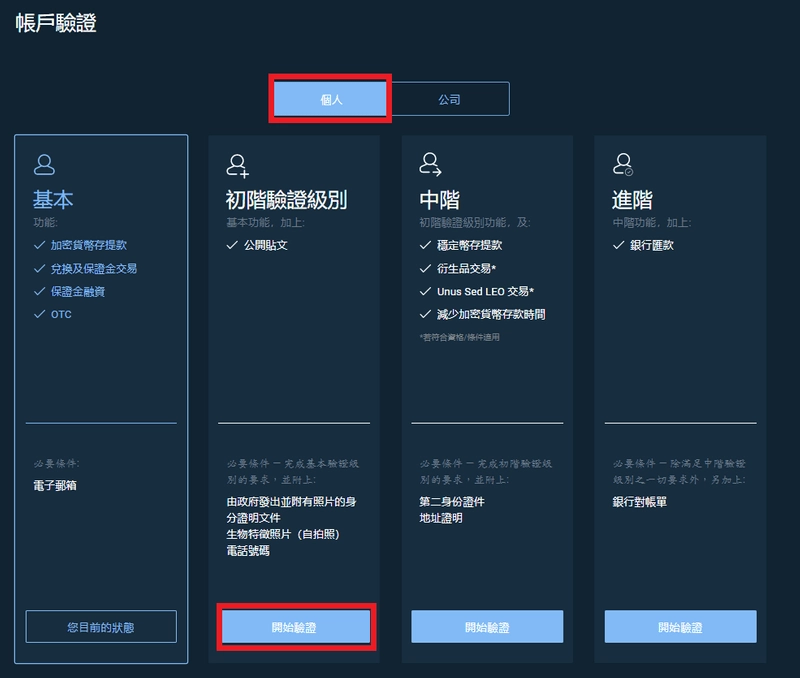 帳戶驗證
個人
公司
基本
功能:
加密貨幣存提款
兌換及保證金交易
保證金融資
OTC
必要條件:
電子郵箱
您目前的狀態
初階驗證級別
基本功能，加上:
公開貼文
必要條件 — 完成基本驗證級
別的要求，並附上:
由政府發出並附有照片的身
分證明文件
生物特徵照片（自拍照）
電話號碼
開始驗證
中階
初階驗證級別功能，及:
穩定幣存提款
衍生品交易*
Unus Sed LEO 交易*
減少加密貨幣存款時間
*若符合資格/條件適用
必要條件 — 完成初階驗證級
別的要求，並附上:
第二身份證件
地址證明
開始驗證
進階
中階功能，加上:
銀行匯款
必要條件 — 除滿足中階驗證
級別之一切要求外，另加上:
銀行對帳單
開始驗證